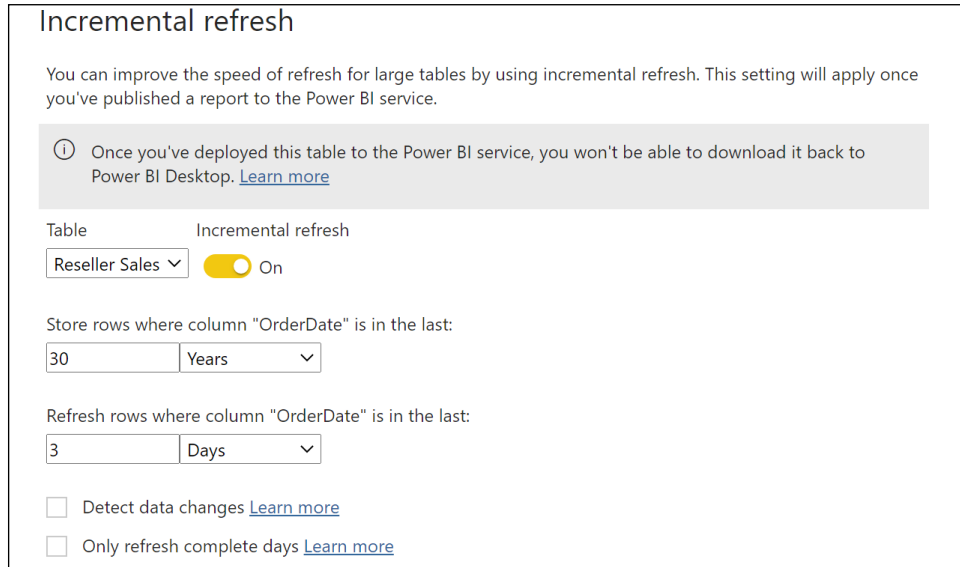 Incremental refresh
You can improve the speed of refresh for large tables by using incremental refresh. This setting will apply once
you've published a report to the Power BI service.
Once you've deployed this table to the Power BI service, you won't be able to download it back to
Power BI Desktop. Learn more
Table Incremental refresh
Reseller Sales On
Store rows where column "OrderDate" is in the last:
30 Years
Refresh rows where column "OrderDate" is in the last:
3 Days
Detect data changes Learn more
Only refresh complete days Learn more